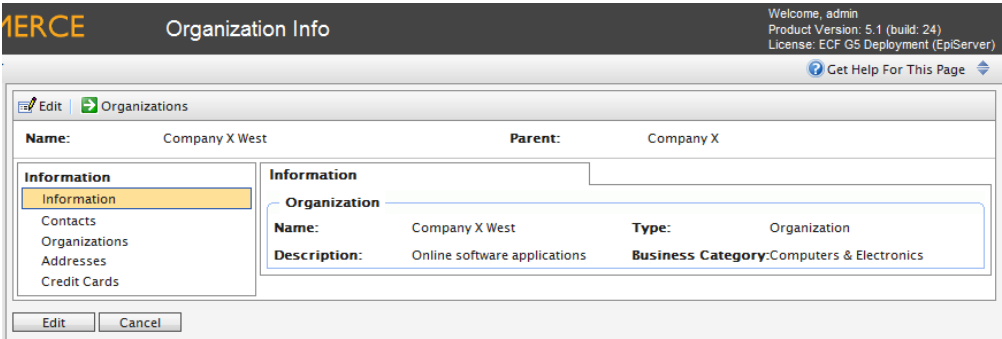 MERCE
Organization Info
Welcome, admin
Product Version: 5.1 (build: 24)
License: ECF G5 Deployment (EpiServer)
Get Help For This Page
Edit Organizations
Name: Company X West Parent: Company X
Information
Information
Contacts
Organizations
Addresses
Credit Cards
Information
Organization
Name: Company X West Type: Organization
Description: Online software applications Business Category:Computers & Electronics
Edit Cancel